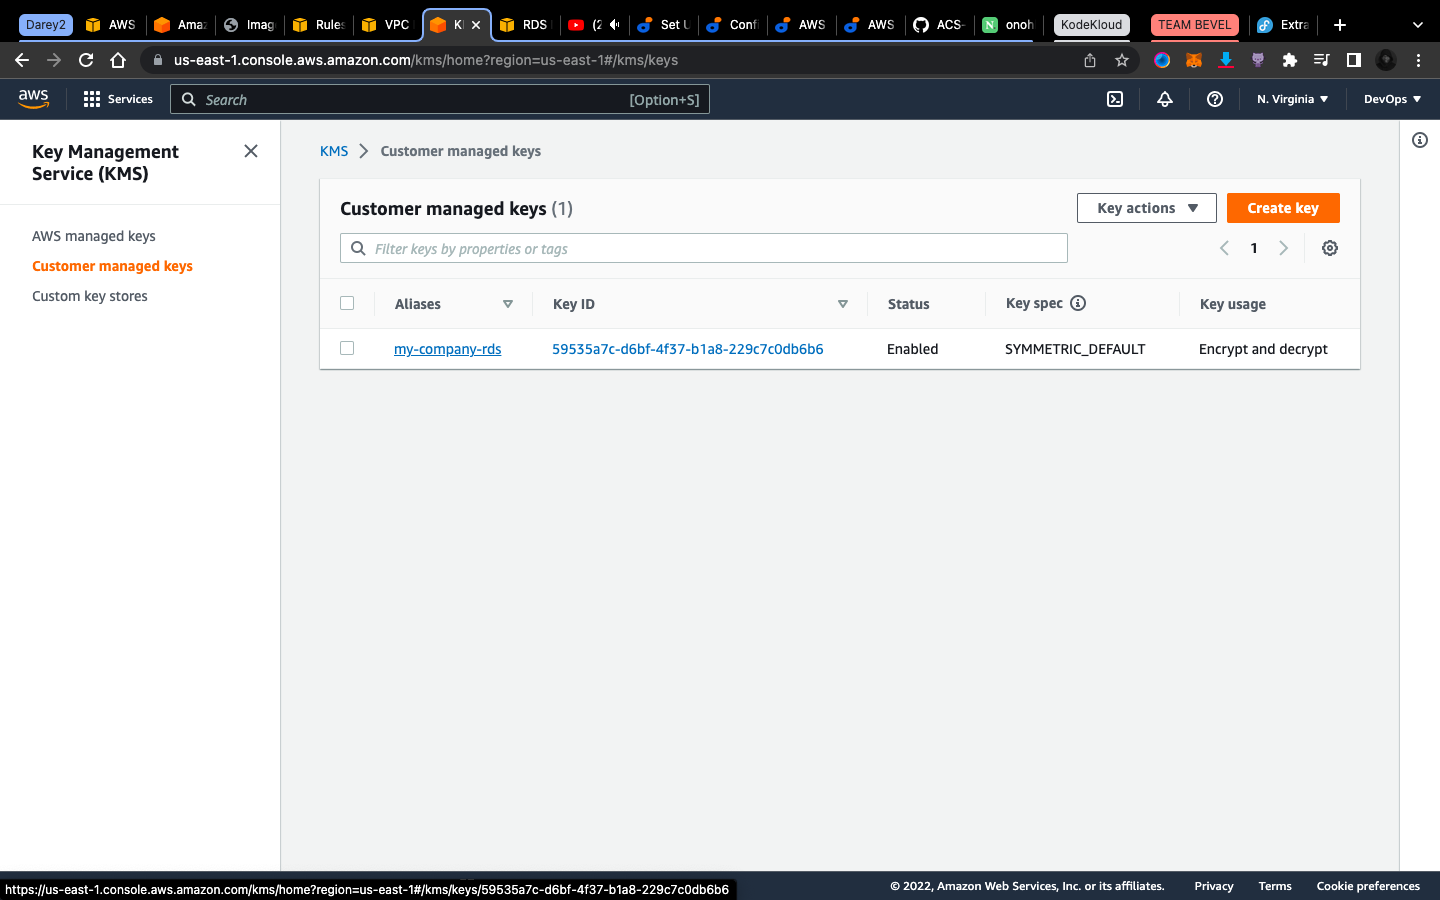 Darey2 AWS Amaz Imag Rules VPC RDS (2 Set U Confi AWS AWS ACS- onoh KodeKloud TEAM BEVEL Extra
us-east-1.console.aws.amazon.com/kms/home?region=us-east-1#/kms/keys
aws Services Search [Option+S] N. Virginia DevOps
Key Management
Service (KMS)
AWS managed keys
Customer managed keys
Custom key stores
KMS Customer managed keys
Customer managed keys (1) Key actions Create key
Filter keys by properties or tags 1
Aliases Key ID Status Key spec Key usage
my-company-rds 59535a7c-d6bf-4f37-b1a8-229c7c0db6b6 Enabled SYMMETRIC_DEFAULT Encrypt and decrypt
https://us-east-1.console.aws.amazon.com/kms/home?region=us-east-1#/kms/keys/59535a7c-d6bf-4f37-b1a8-229c7c0db6b6 © 2022, Amazon Web Services, Inc. or its affiliates. Privacy Terms Cookie preferences